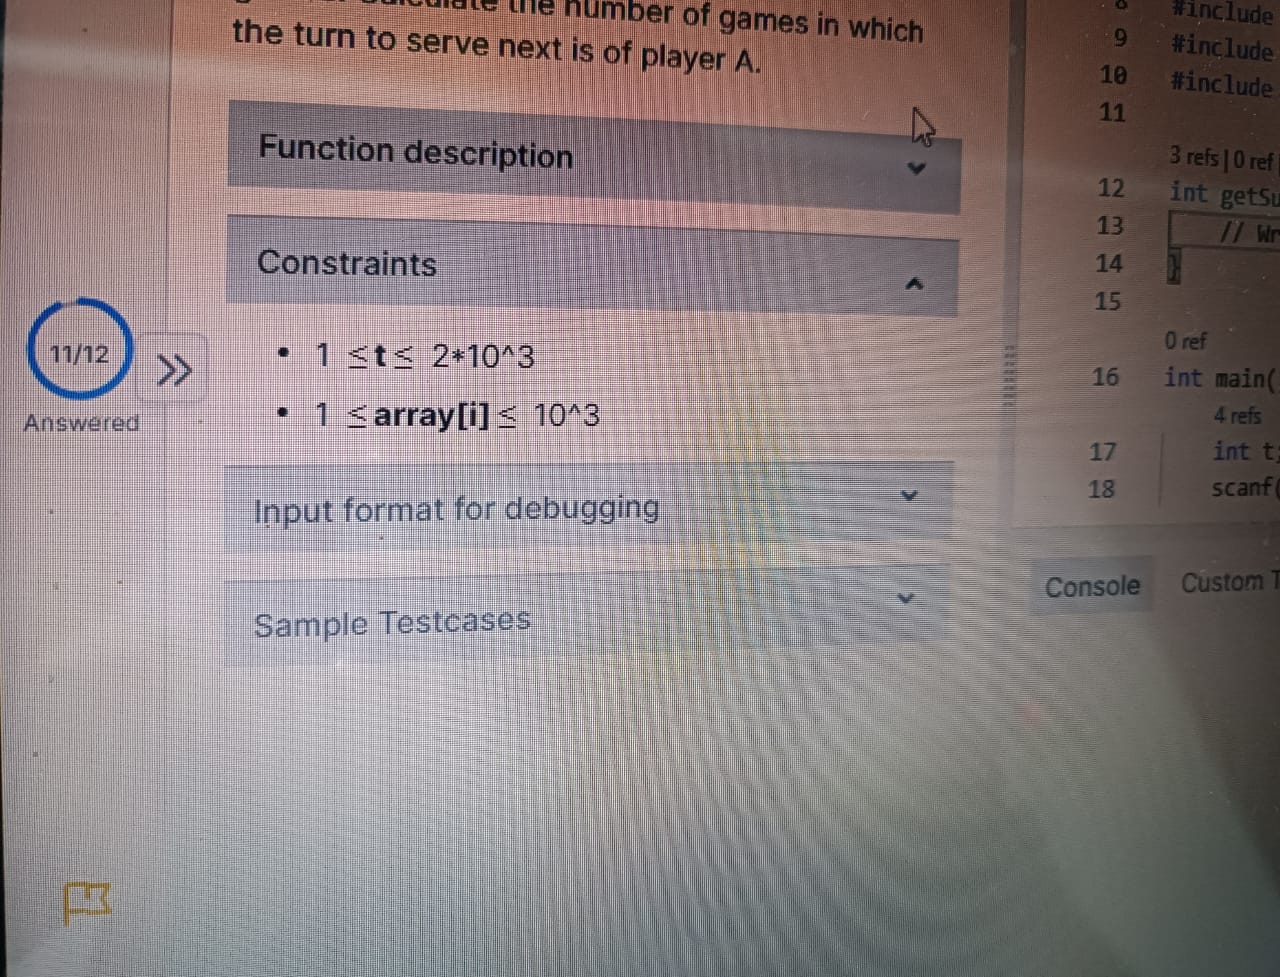 the number of games in which
the turn to serve next is of player A.
Function description
Constraints
• 1 ≤t≤ 2*10^3
• 1 ≤array[i]≤ 10^3
Input format for debugging
Sample Testcases
11/12
Answered
#include
9 #include
10 #include
11
3 refs | 0 ref
12 int getSu
13 // Wr
14 }
15
0 ref
16 int main(
4 refs
17 int t;
18 scanf(
Console Custom T